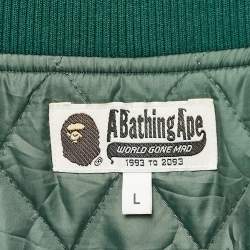 A Bathing Ape
WORLD GONE MAD
1993 TO 2093
L